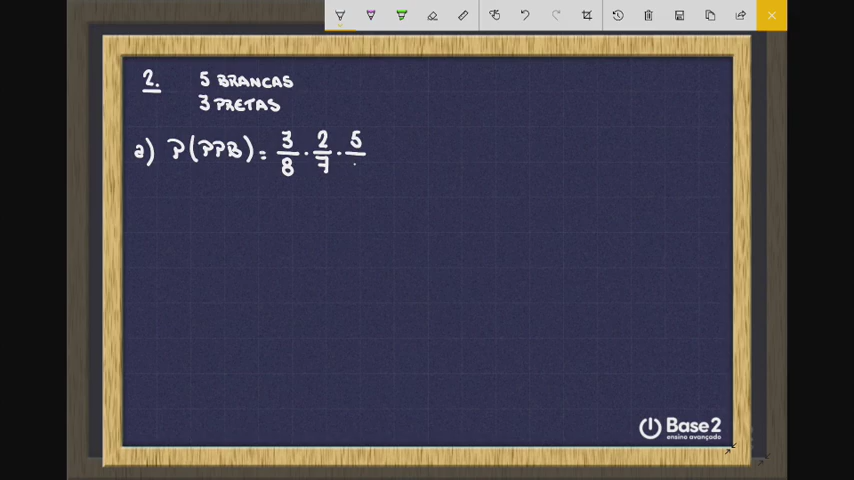 2. 5 BRANCAS
3 PRETAS
a) P(PPB) = 3/8 · 2/7 · 5/
Base2
ensino avançado